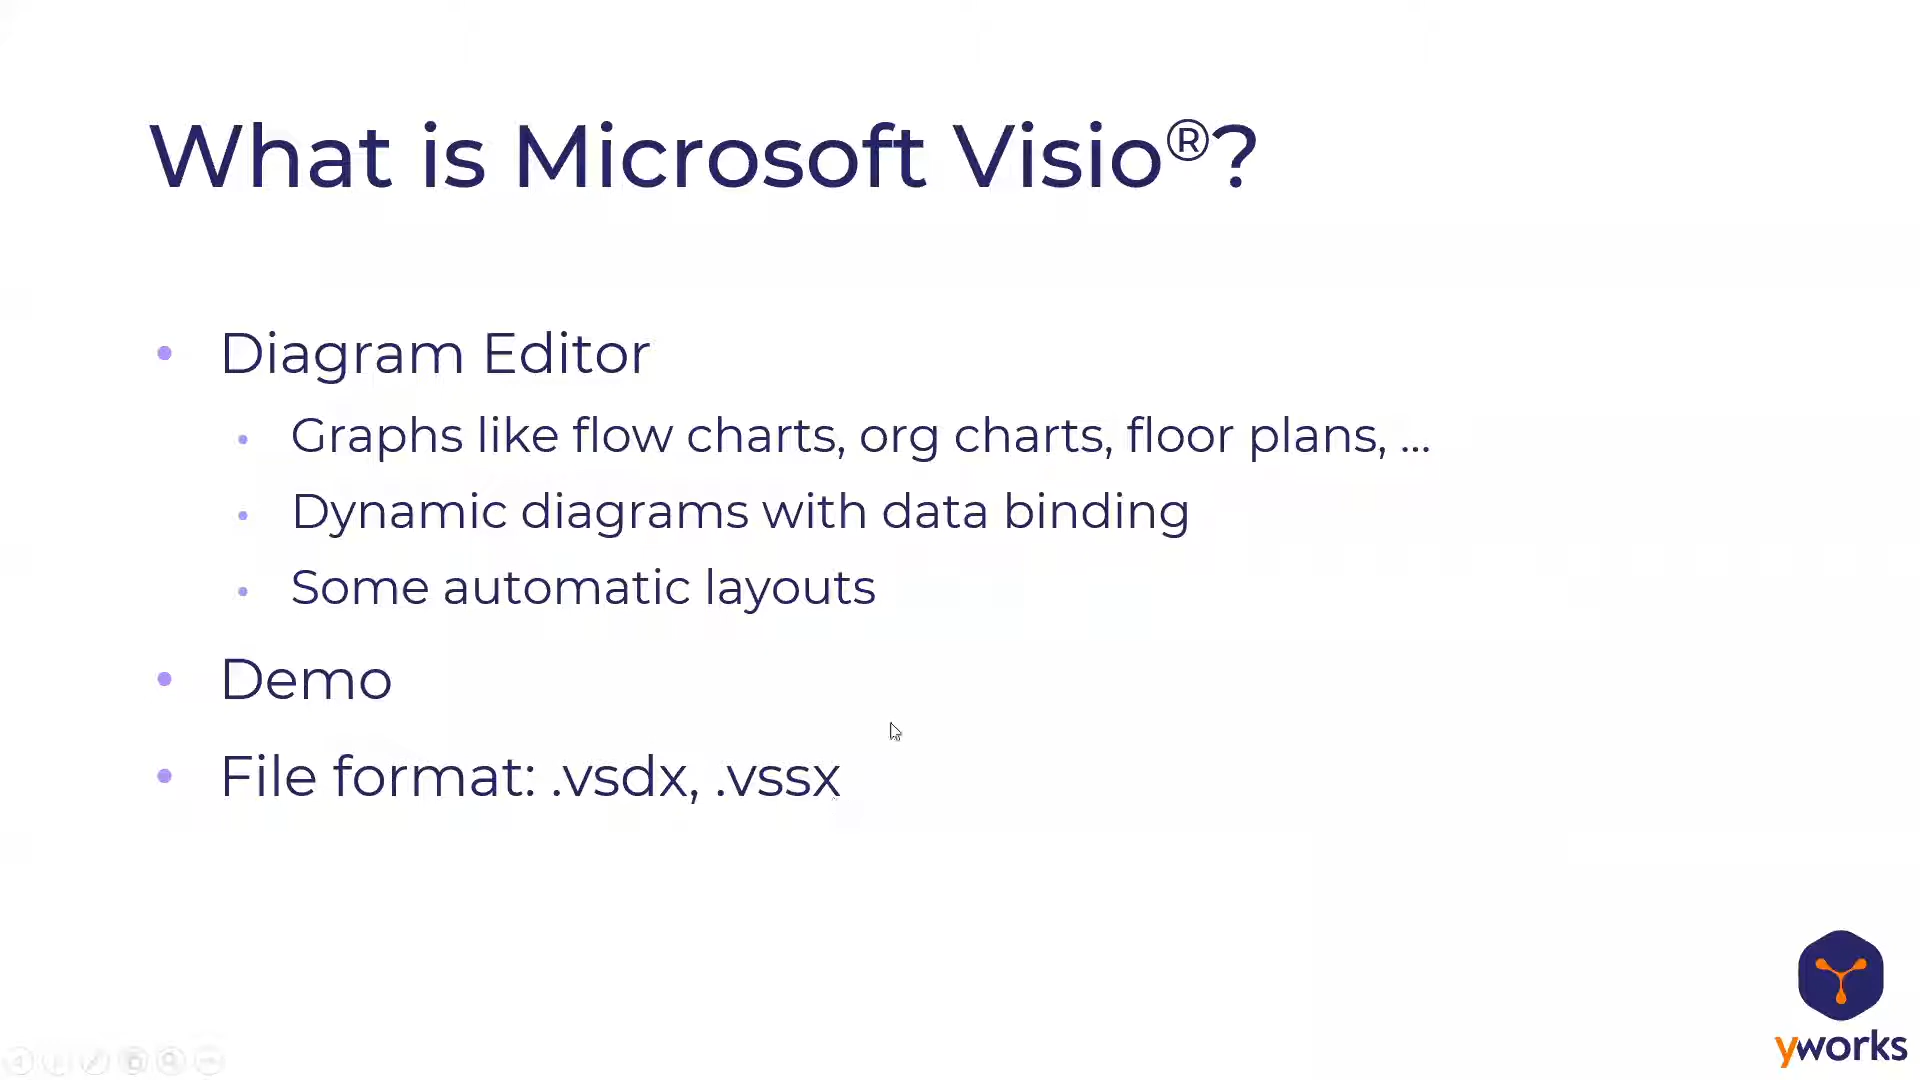 What is Microsoft Visio®?
• Diagram Editor
• Graphs like flow charts, org charts, floor plans, ...
• Dynamic diagrams with data binding
• Some automatic layouts
• Demo
• File format: .vsdx, .vssx
yworks